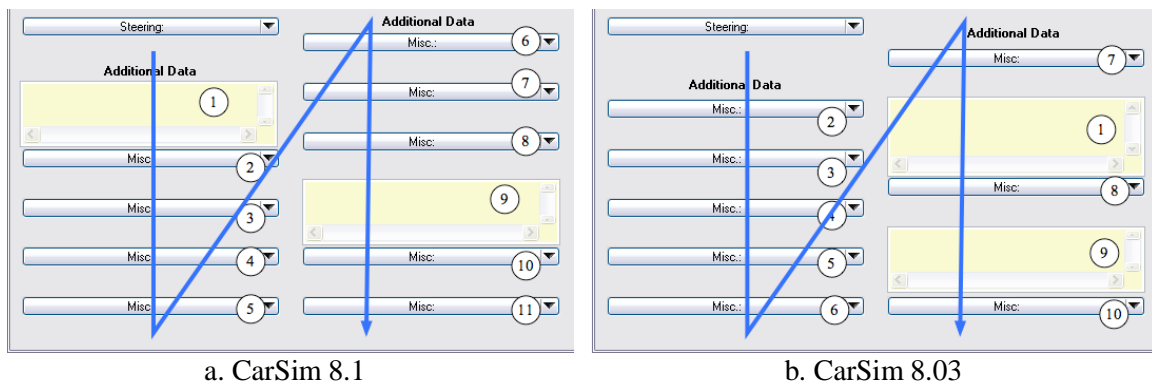 Steering:
Additional Data
1
Misc
2
Misc
3
Misc
4
Misc
5
Additional Data
Misc.:
6
Misc:
7
Misc:
8
9
Misc:
10
Misc:
11
a. CarSim 8.1
Steering:
Additional Data
Misc.:
2
Misc.:
3
Misc.:
4
Misc.:
5
Misc.:
6
Additional Data
Misc:
7
1
Misc:
8
9
Misc:
10
b. CarSim 8.03